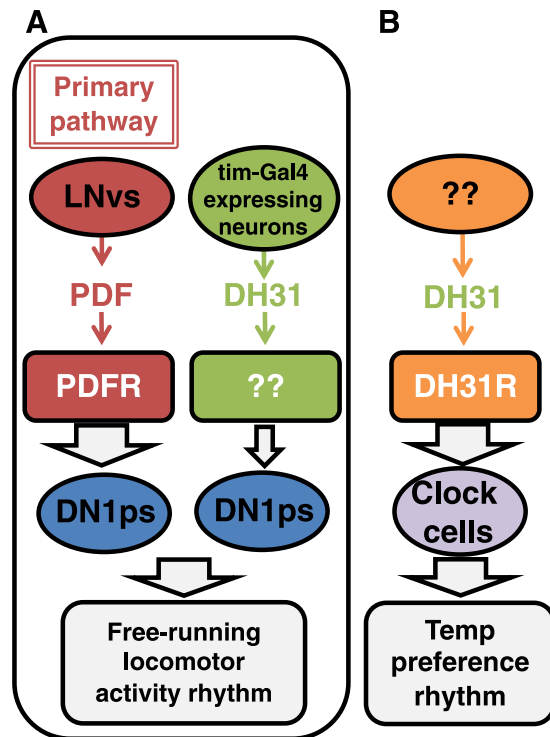 A
Primary
pathway
LNvs
PDF
PDFR
DN1ps
tim-Gal4
expressing
neurons
DH31
??
DN1ps
Free-running
locomotor
activity rhythm
B
??
DH31
DH31R
Clock
cells
Temp
preference
rhythm